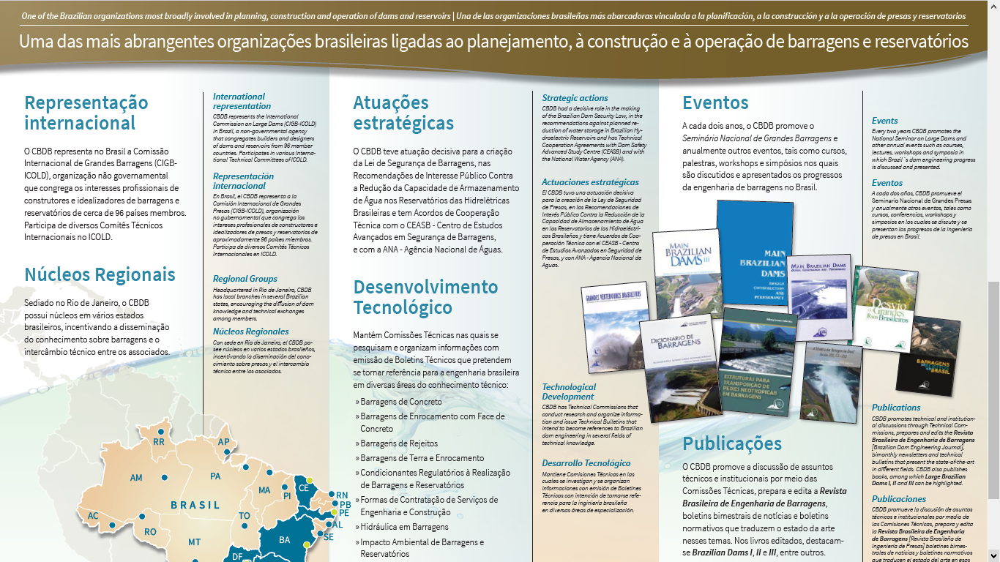 One of the Brazilian organizations most broadly involved in planning, construction and operation of dams and reservoirs | Una de las organizaciones brasileñas más abarcadoras vinculada a la planificación, a la construcción y a la operación de presas y reservatorios
Uma das mais abrangentes organizações brasileiras ligadas ao planejamento, à construção e à operação de barragens e reservatórios
Representação
internacional
O CBDB representa no Brasil a Comissão
Internacional de Grandes Barragens (CIGB-
ICOLD), organização não governamental
que congrega os interesses profissionais de
construtores e idealizadores de barragens e
reservatórios de cerca de 96 países membros.
Participa de diversos Comitês Técnicos
Internacionais no ICOLD.
Núcleos Regionais
Sediado no Rio de Janeiro, o CBDB
possui núcleos em vários estados
brasileiros, incentivando a disseminação
do conhecimento sobre barragens e o
intercâmbio técnico entre os associados.
International
representation
CBDB represents the International
Commission on Large Dams (CIGB-ICOLD)
in Brazil, a non-governmental agency
that congregates builders and designers
of dams and reservoirs from 96 member
countries. Participates in various Interna-
tional Technical Committees of ICOLD.
Representación
internacional
En Brasil, el CBDB representa a la
Comisión Internacional de Grandes
Presas (CIGB-ICOLD), organización
no gubernamental que congrega los
intereses profesionales de constructores e
idealizadores de presas y reservatorios de
aproximadamente 96 países miembros.
Participa de diversos Comités Técnicos
Internacionales en ICOLD.
Regional Groups
Headquartered in Rio de Janeiro, CBDB
has local branches in several Brazilian
states, encouraging the diffusion of dam
knowledge and technical exchanges
among members.
Núcleos Regionales
Con sede en Rio de Janeiro, el CBDB po-
see núcleos en varios estados brasileños,
incentivando la diseminación del cono-
cimiento sobre presas y el intercambio
técnico entre los asociados.
RR
AP
AM
PA
MA
CE
PI
RN
PB
PE
AL
SE
BRASIL
AC
TO
RO
MT
BA
DF
Atuações
estratégicas
O CBDB teve atuação decisiva para a criação
da Lei de Segurança de Barragens, nas
Recomendações de Interesse Público Contra
a Redução da Capacidade de Armazenamento
de Água nos Reservatórios das Hidrelétricas
Brasileiras e tem Acordos de Cooperação
Técnica com o CEASB - Centro de Estudos
Avançados em Segurança de Barragens,
e com a ANA - Agência Nacional de Águas.
Desenvolvimento
Tecnológico
Mantém Comissões Técnicas nas quais se
pesquisam e organizam informações com
emissão de Boletins Técnicos que pretendem
se tornar referência para a engenharia brasileira
em diversas áreas do conhecimento técnico:
» Barragens de Concreto
» Barragens de Enrocamento com Face de
Concreto
» Barragens de Rejeitos
» Barragens de Terra e Enrocamento
» Condicionantes Regulatórios à Realização
de Barragens e Reservatórios
» Formas de Contratação de Serviços de
Engenharia e Construção
» Hidráulica em Barragens
» Impacto Ambiental de Barragens e
Reservatórios
Strategic actions
CBDB had a decisive role in the making
of the Brazilian Dam Security Law, in the
recommendations against planned re-
duction of water storage in Brazilian Hy-
droelectric Reservoirs and has Technical
Cooperation Agreements with Dam Safety
Advanced Study Centre (CEASB) and with
the National Water Agency (ANA).
Actuaciones estratégicas
El CBDB tuvo una actuación decisiva
para la creación de la Ley de Seguridad
de Presas, en las Recomendaciones de
Interés Público Contra la Reducción de la
Capacidad de Almacenamiento de Agua
en los Reservatorios de las Hidroeléctri-
cas Brasileñas y tiene Acuerdos de Coo-
peración Técnica con el CEASB - Centro
de Estudios Avanzados en Seguridad de
Presas, y con ANA - Agencia Nacional de
Aguas.
Technological
Development
CBDB has Technical Commissions that
conduct research and organize informa-
tion and issue Technical Bulletins that
intend to become references to Brazilian
dam engineering in several fields of
technical knowledge.
Desarrollo Tecnológico
Mantiene Comisiones Técnicas en las
cuales se investigan y se organizan
informaciones con emisión de Boletines
Técnicos con intención de tornarse refe-
rencia para la inginiería brasileña
en diversas áreas de especialización.
Eventos
A cada dois anos, o CBDB promove o
Seminário Nacional de Grandes Barragens e
anualmente outros eventos, tais como cursos,
palestras, workshops e simpósios nos quais
são discutidos e apresentados os progressos
da engenharia de barragens no Brasil.
MAIN
BRAZILIAN
DAMS III
MAIN
BRAZILIAN
DAMS
DESIGN
CONSTRUCTION
AND
PERFORMANCE
MAIN BRAZILIAN DAMS
DESIGN, CONSTRUCTION AND PERFORMANCE
GRANDES VERTEDOUROS BRASILEIROS
Desvio
de Grandes
Rios Brasileiros
DICIONÁRIO DE
BARRAGENS
ESTRUTURAS PARA
TRANSPOSIÇÃO DE
PEIXES NEOTROPICAIS
EM BARRAGENS
A História das Barragens no Brasil
BARRAGENS
BRASIL
Publicações
O CBDB promove a discussão de assuntos
técnicos e institucionais por meio das
Comissões Técnicas, prepara e edita a Revista
Brasileira de Engenharia de Barragens,
boletins bimestrais de notícias e boletins
normativos que traduzem o estado da arte
nesses temas. Nos livros editados, destacam-
se Brazilian Dams I, II e III, entre outros.
Events
Every two years CBDB promotes the
National Seminar on Large Dams and
other annual events such as courses,
lectures, workshops and symposia in
which Brazil´s dam engineering progress
is discussed and presented.
Eventos
A cada dos años, CBDB promueve el
Seminario Nacional de Grandes Presas
y anualmente otros eventos, tales como
cursos, conferencias, workshops y
simposios en los cuales se discute y se
presentan los progresos de la ingeniería
de presas en Brasil.
Publications
CBDB promotes technical and institution-
al discussions through Technical Com-
missions, prepares and edits the Revista
Brasileira de Engenharia de Barragens
[Brazilian Dam Engineering Journal],
bimonthly newsletters and technical
bulletins that present the state-of-the-art
in different fields. CBDB also publishes
books, among which Large Brazilian
Dams I, II and III can be highlighted.
Publicaciones
CBDB promueve la discusión de asuntos
técnicos e institucionales por medio de
las Comisiones Técnicas, prepara y edita
la Revista Brasileira de Engenharia
de Barragens [Revista Brasileña de
Ingeniería de Presas] boletines bimes-
trales de noticias y boletines normativos
que traducen el estado del arte en esos